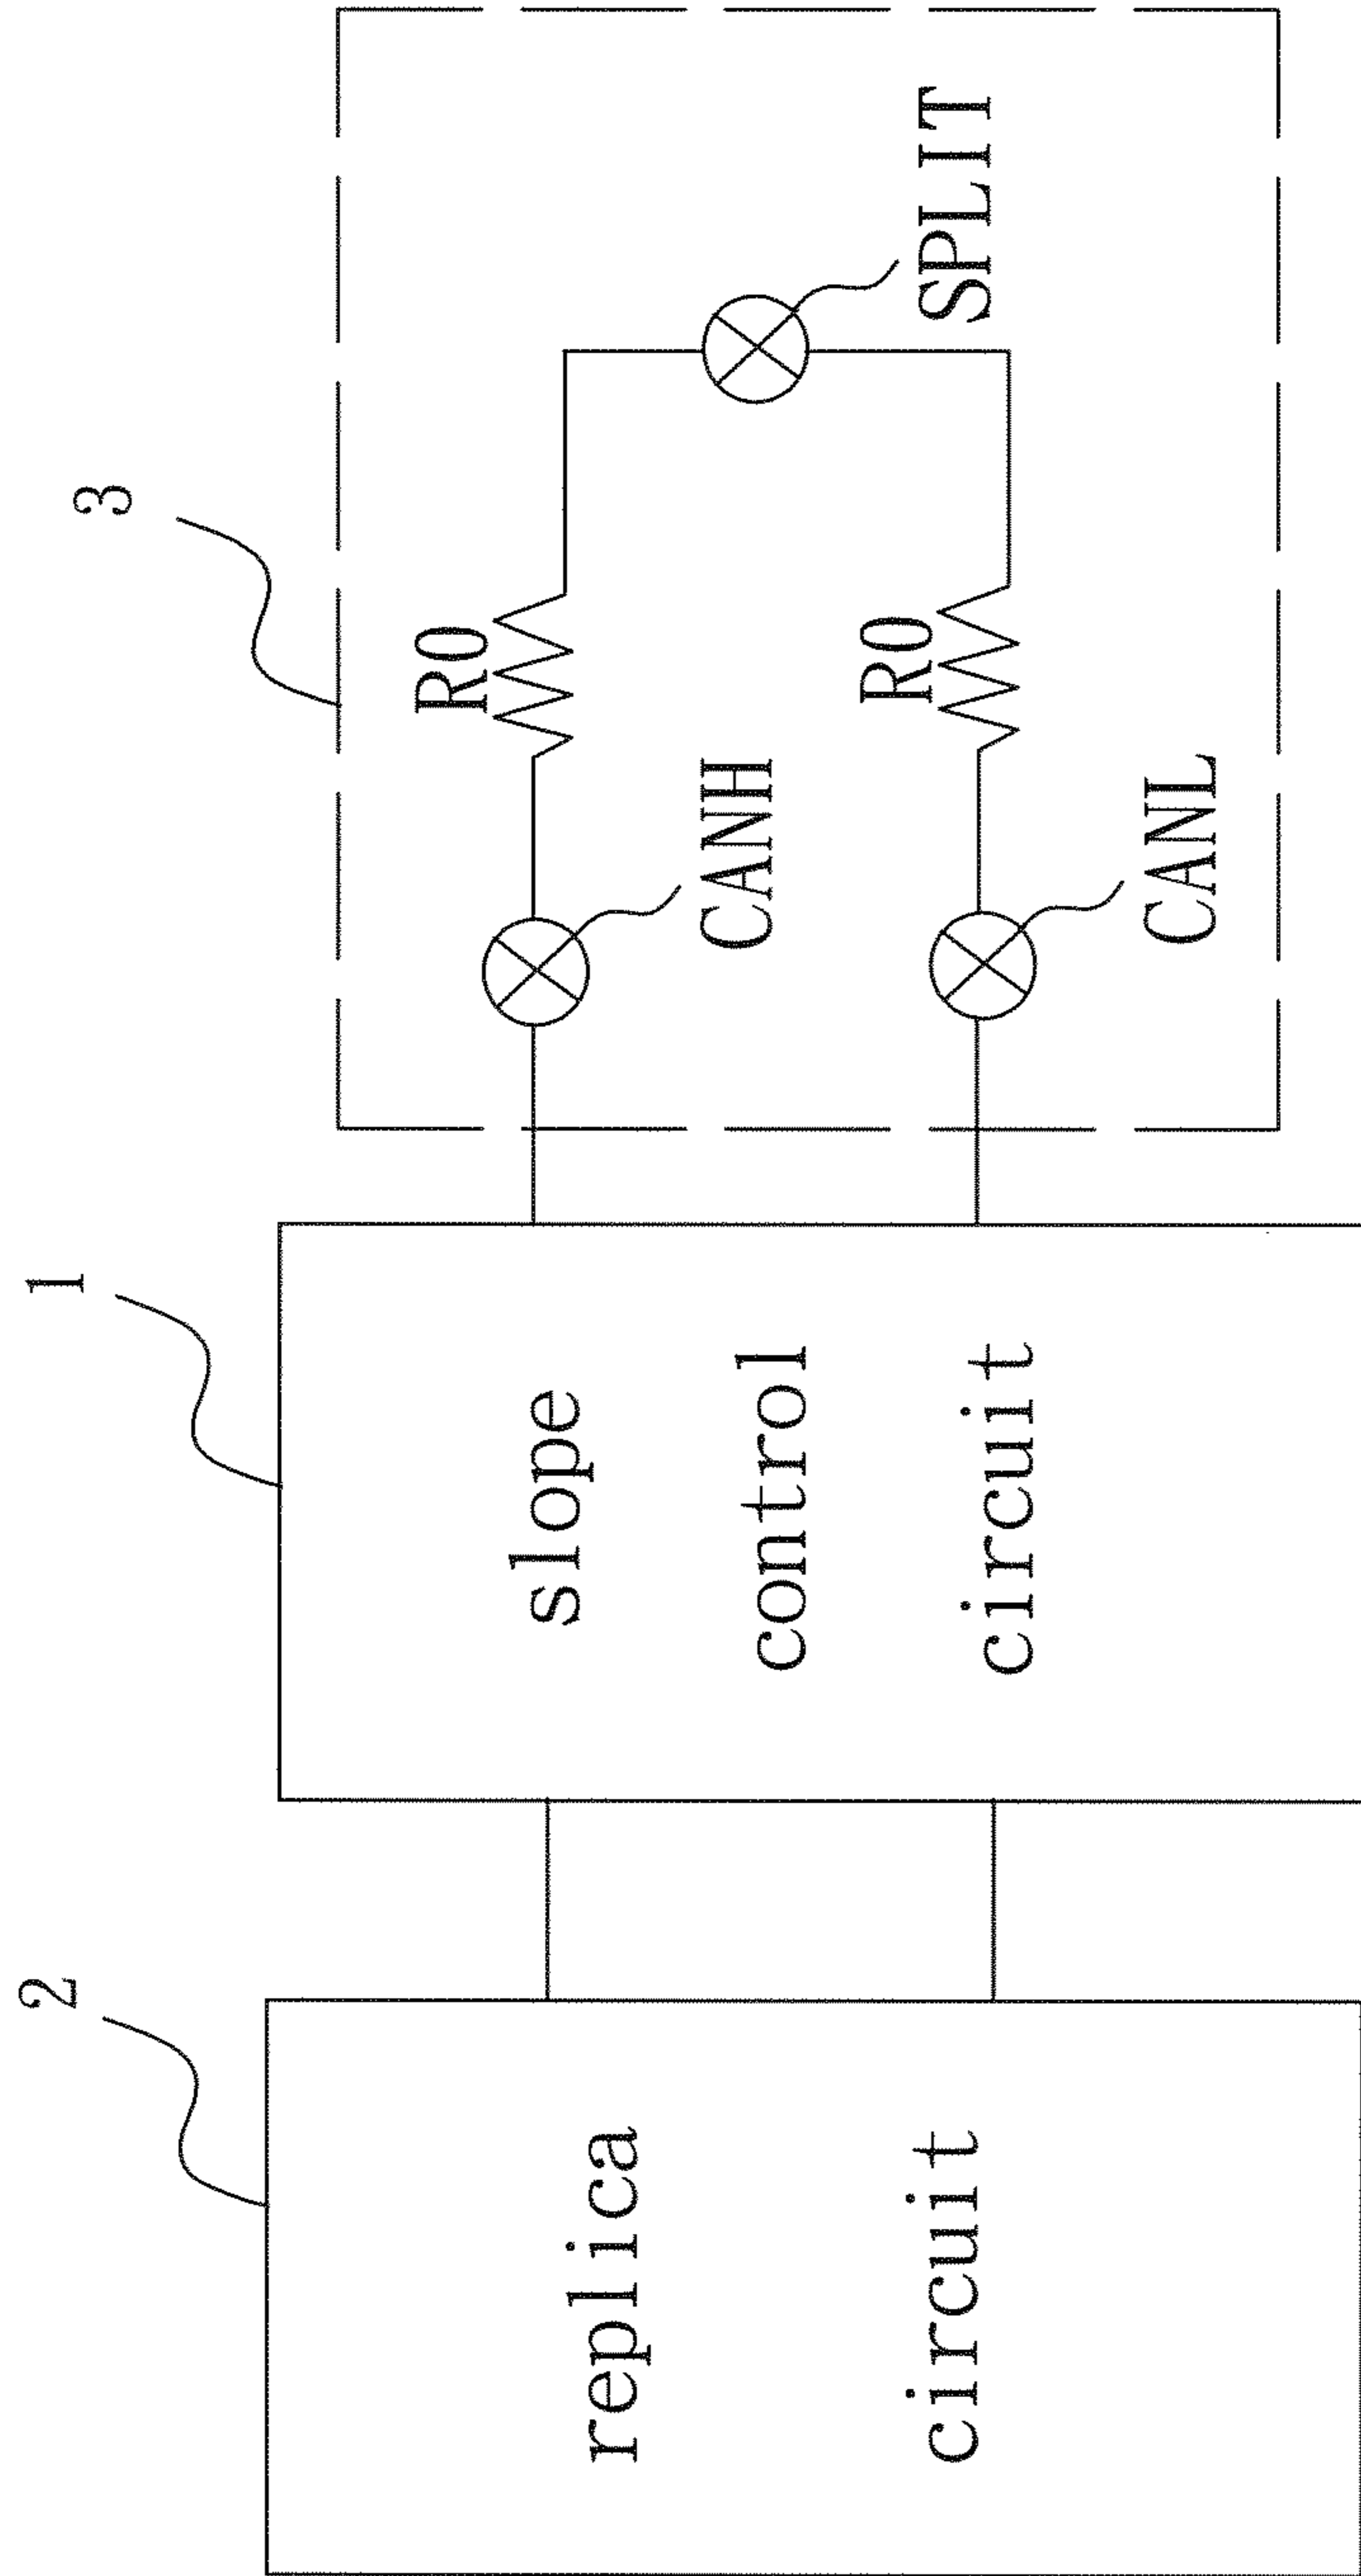 2
replica
circuit
1
slope
control
circuit
3
R0
CANH
R0
CANL
SPLIT